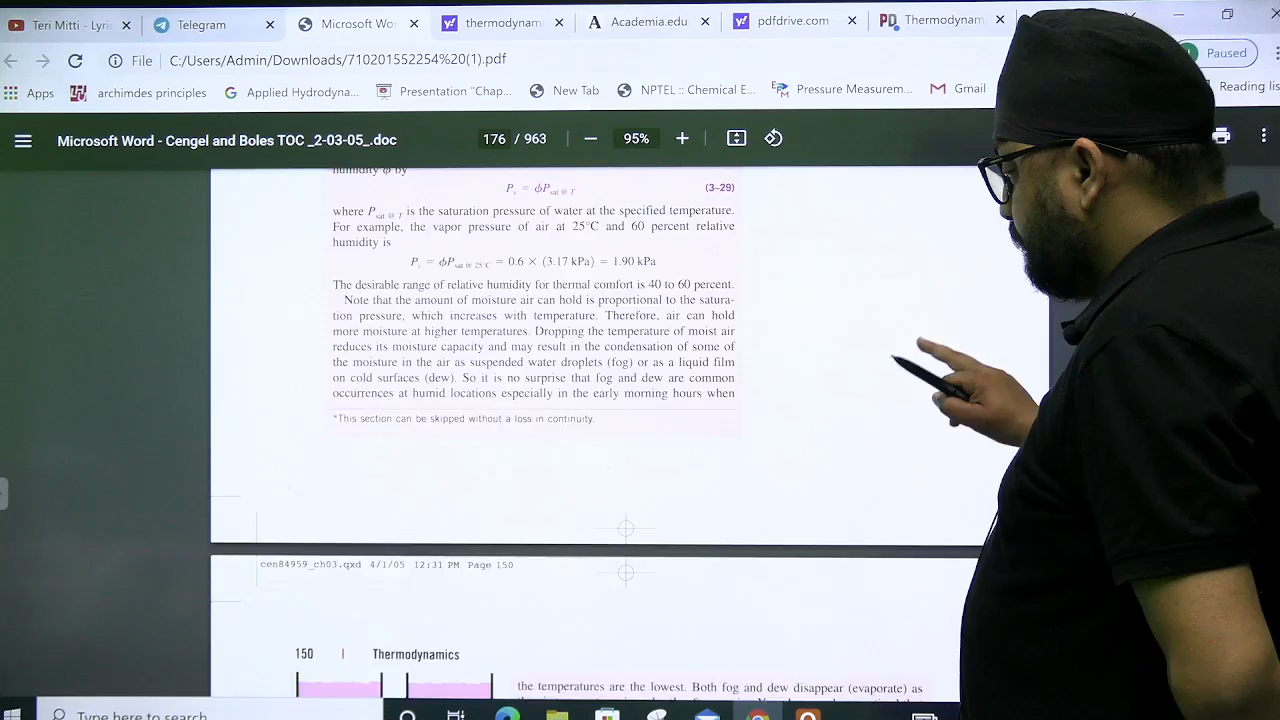 Teri Mitti - Lyri
Telegram
Microsoft Wo
thermodynam
Academia.edu
pdfdrive.com
Thermodynam
File C:/Users/Admin/Downloads/710201552254%20(1).pdf
Paused
Apps
archimdes principles
Applied Hydrodyna...
Presentation "Chap...
New Tab
NPTEL :: Chemical E...
Pressure Measurem...
Gmail
Reading lis
Microsoft Word - Cengel and Boles TOC _2-03-05_.doc
176 / 963
95%
humidity ϕ by
Pv = ϕPsat @ T (3–29)
where Psat @ T is the saturation pressure of water at the specified temperature.
For example, the vapor pressure of air at 25°C and 60 percent relative
humidity is
Pv = ϕPsat @ 25°C = 0.6 × (3.17 kPa) = 1.90 kPa
The desirable range of relative humidity for thermal comfort is 40 to 60 percent.
Note that the amount of moisture air can hold is proportional to the satura-
tion pressure, which increases with temperature. Therefore, air can hold
more moisture at higher temperatures. Dropping the temperature of moist air
reduces its moisture capacity and may result in the condensation of some of
the moisture in the air as suspended water droplets (fog) or as a liquid film
on cold surfaces (dew). So it is no surprise that fog and dew are common
occurrences at humid locations especially in the early morning hours when
*This section can be skipped without a loss in continuity.
cen84959_ch03.qxd 4/1/05 12:31 PM Page 150
150 | Thermodynamics
the temperatures are the lowest. Both fog and dew disappear (evaporate) as
Type here to search